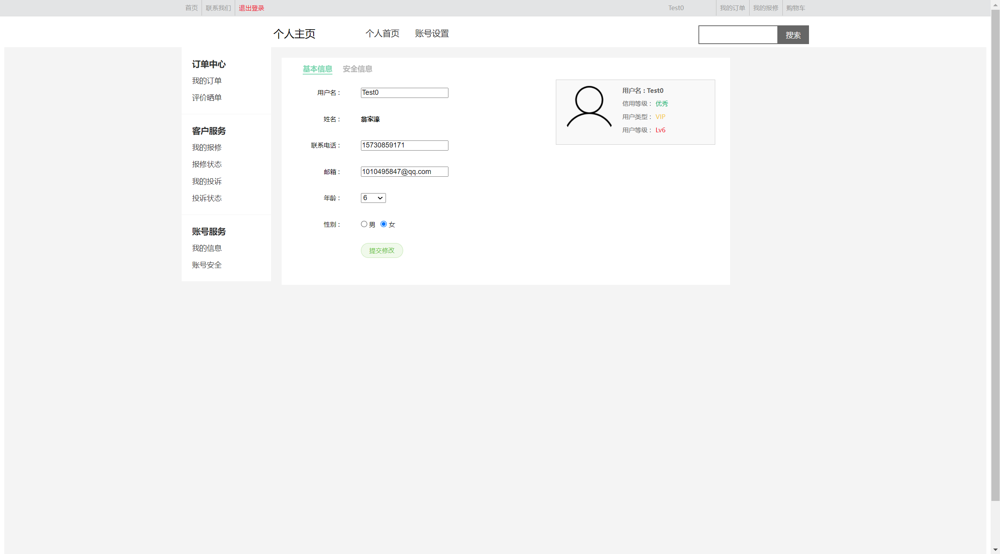 首页 联系我们 退出登录 Test0 我的订单 我的报修 购物车
个人主页 个人首页 账号设置 搜索
订单中心
我的订单
评价晒单
客户服务
我的报修
报修状态
我的投诉
投诉状态
账号服务
我的信息
账号安全
基本信息 安全信息
用户名： Test0
姓名： 翁家濠
联系电话： 15730859171
邮箱： 1010495847@qq.com
年龄： 6
性别： 男 女
提交修改
用户名：Test0
信用等级： 优秀
用户类型： VIP
用户等级： Lv6